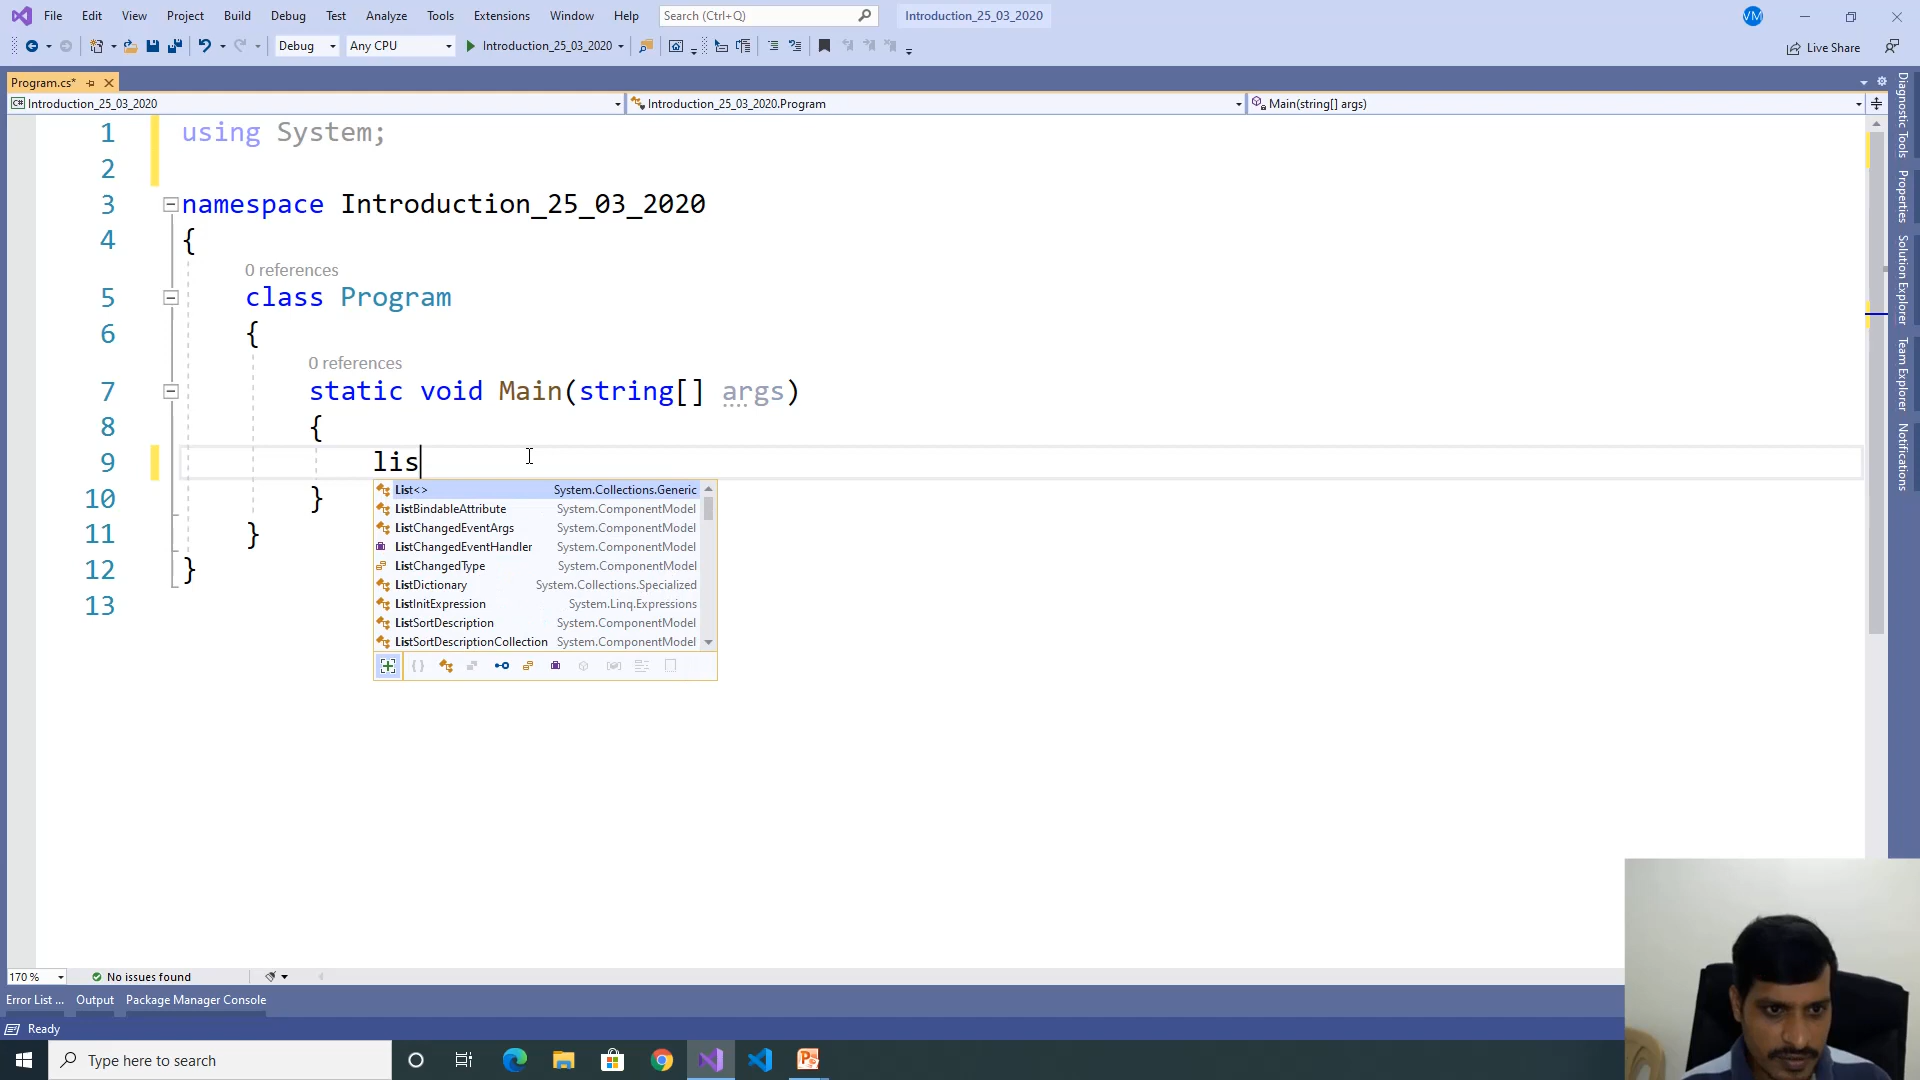 File Edit View Project Build Debug Test Analyze Tools Extensions Window Help Search (Ctrl+Q) Introduction_25_03_2020 VM
Debug Any CPU Introduction_25_03_2020 Live Share
Program.cs*
C# Introduction_25_03_2020 Introduction_25_03_2020.Program Main(string[] args)
1 using System;
2
3 namespace Introduction_25_03_2020
4 {
0 references
5 class Program
6 {
0 references
7 static void Main(string[] args)
8 {
9 lis
List<> System.Collections.Generic
ListBindableAttribute System.ComponentModel
ListChangedEventArgs System.ComponentModel
ListChangedEventHandler System.ComponentModel
ListChangedType System.ComponentModel
ListDictionary System.Collections.Specialized
ListInitExpression System.Linq.Expressions
ListSortDescription System.ComponentModel
ListSortDescriptionCollection System.ComponentModel
10 }
11 }
12 }
13
Diagnostic Tools
Properties
Solution Explorer
Team Explorer
Notifications
170 % No issues found
Error List ... Output Package Manager Console
Ready
Type here to search